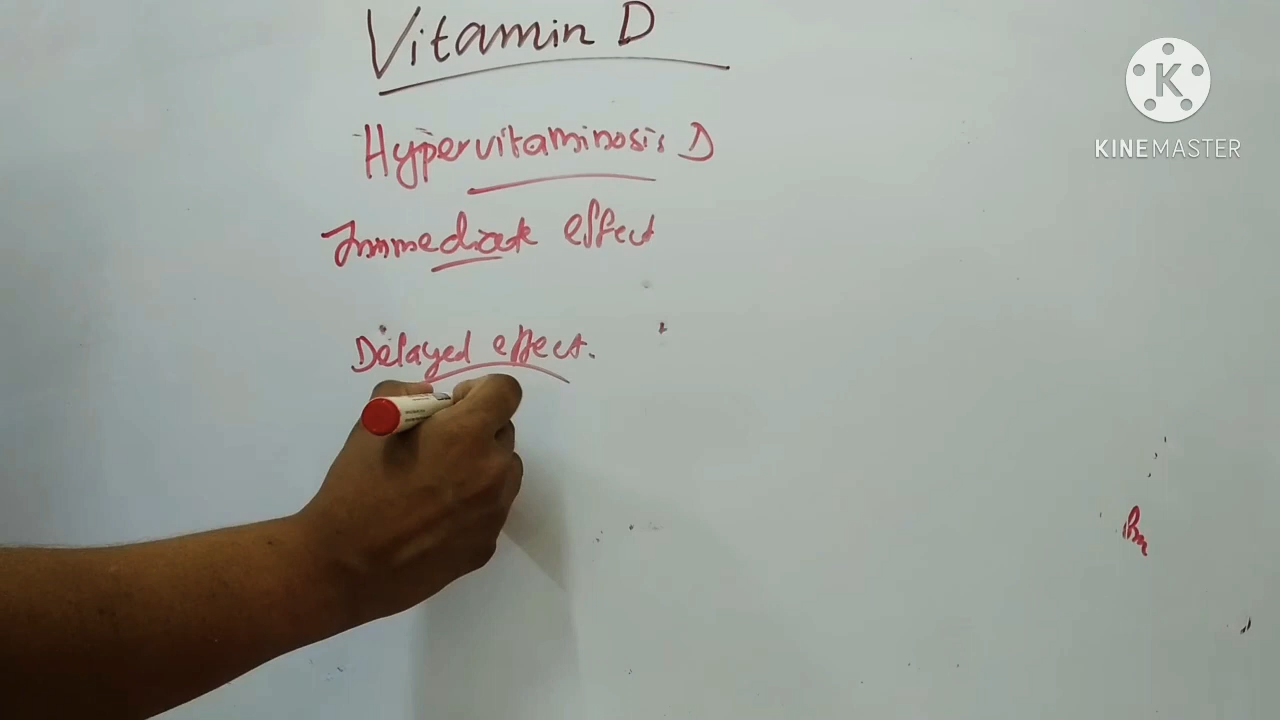 Vitamin D
K
KINEMASTER
Hypervitaminosis D
Immediate effect
Delayed effect.